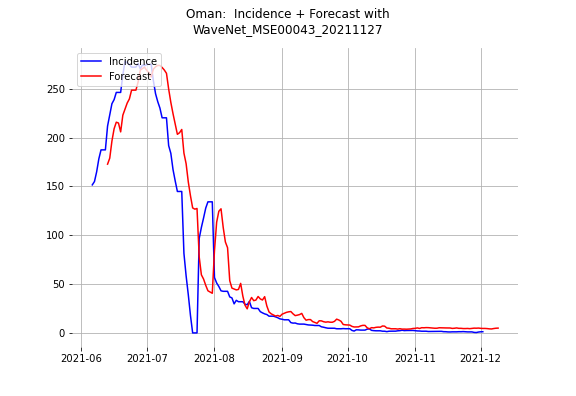 Oman:  Incidence + Forecast with
WaveNet_MSE00043_20211127
Incidence
Forecast
250
200
150
100
50
0
2021-06 2021-07 2021-08 2021-09 2021-10 2021-11 2021-12